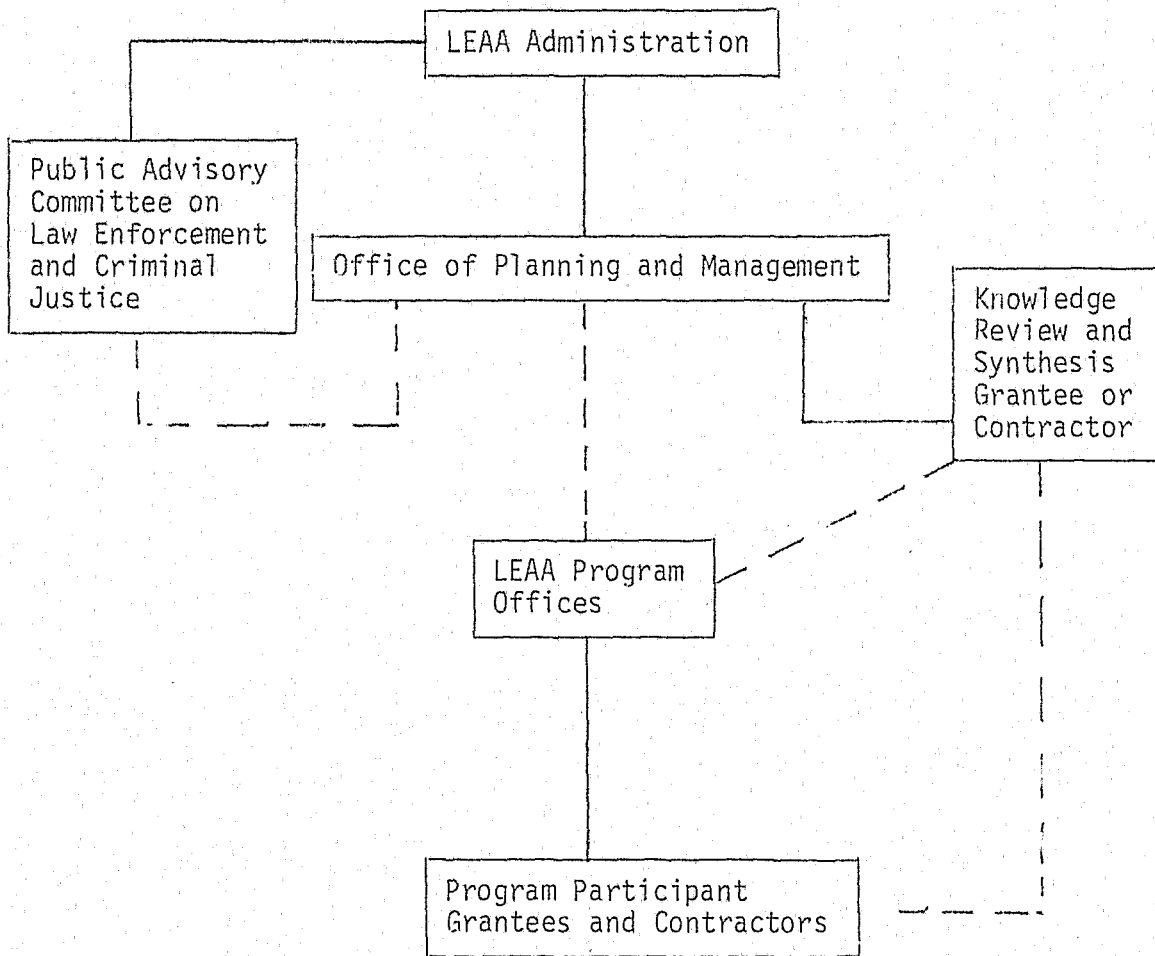 LEAA Administration
Public Advisory
Committee on
Law Enforcement
and Criminal
Justice
Office of Planning and Management
Knowledge
Review and
Synthesis
Grantee or
Contractor
LEAA Program
Offices
Program Participant
Grantees and Contractors